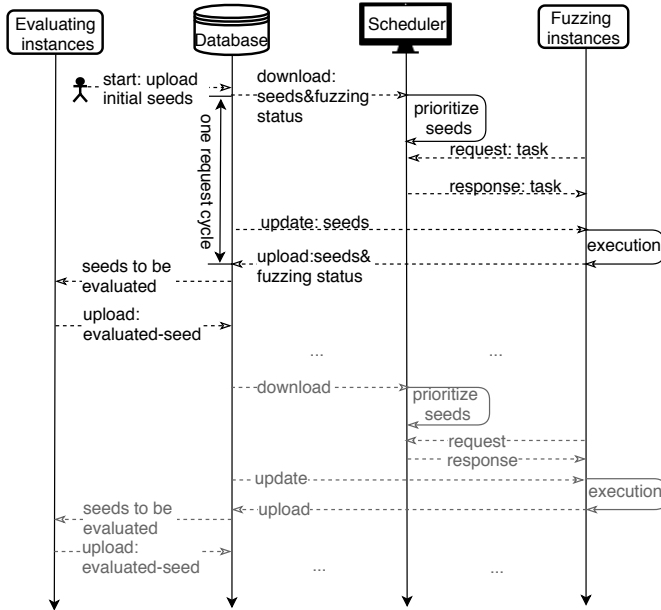 Evaluating
instances
Database
Scheduler
Fuzzing
instances
start: upload
initial seeds
download:
seeds&fuzzing
status
prioritize
seeds
request: task
response: task
one request cycle
update: seeds
execution
upload:seeds&
fuzzing status
seeds to be
evaluated
upload:
evaluated-seed
...
...
download
prioritize
seeds
request
response
update
execution
upload
seeds to be
evaluated
upload:
evaluated-seed
...
...